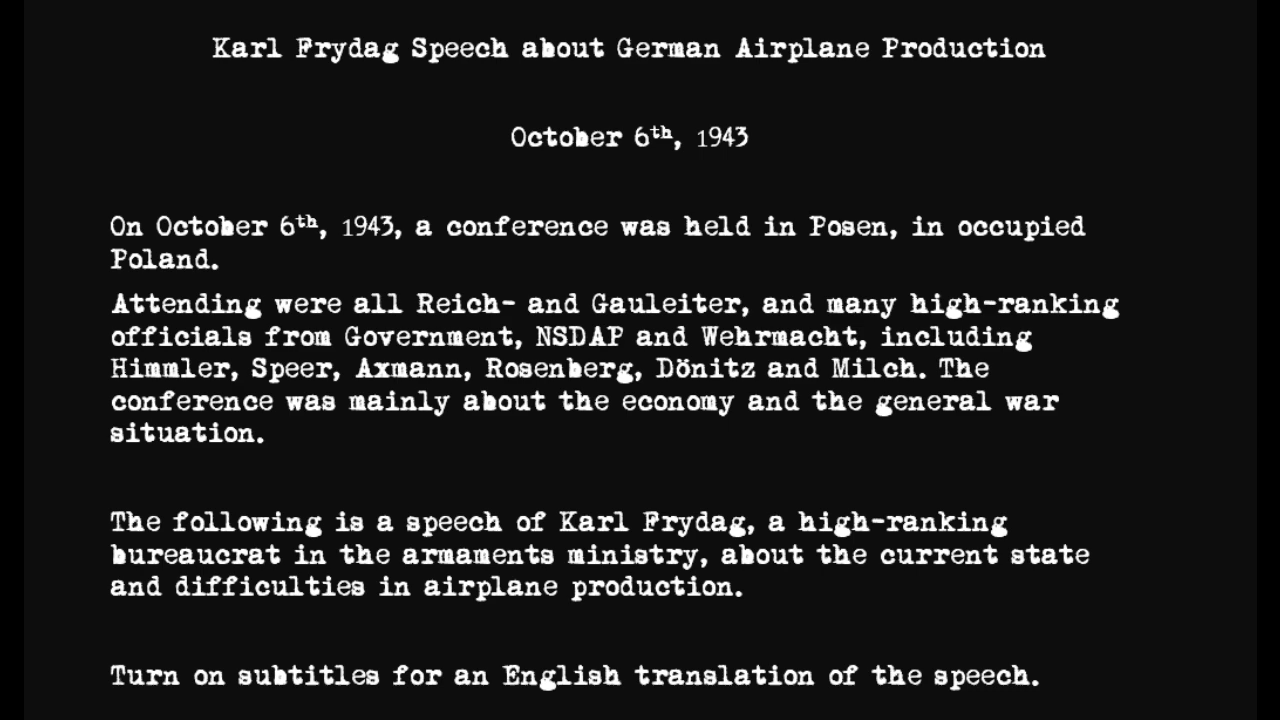 Karl Frydag Speech about German Airplane Production
October 6th, 1943
On October 6th, 1943, a conference was held in Posen, in occupied
Poland.
Attending were all Reich- and Gauleiter, and many high-ranking
officials from Government, NSDAP and Wehrmacht, including
Himmler, Speer, Axmann, Rosenberg, Dönitz and Milch. The
conference was mainly about the economy and the general war
situation.
The following is a speech of Karl Frydag, a high-ranking
bureaucrat in the armaments ministry, about the current state
and difficulties in airplane production.
Turn on subtitles for an English translation of the speech.